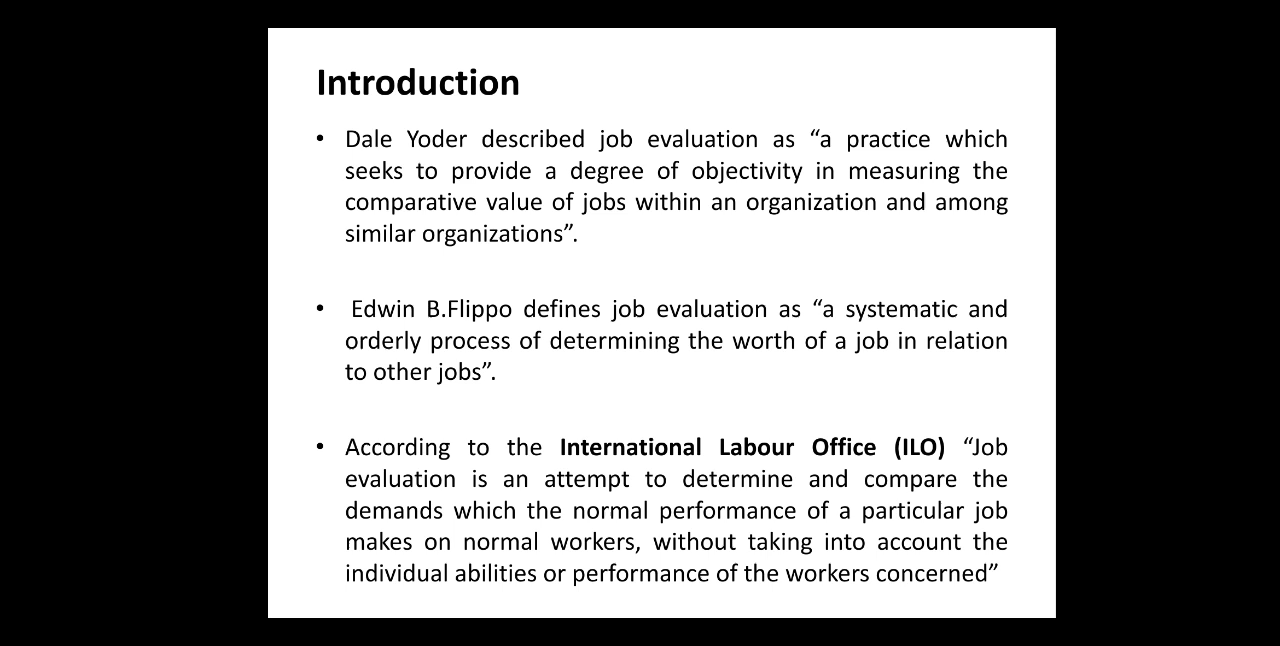 Introduction
• Dale Yoder described job evaluation as “a practice which
seeks to provide a degree of objectivity in measuring the
comparative value of jobs within an organization and among
similar organizations”.
• Edwin B.Flippo defines job evaluation as “a systematic and
orderly process of determining the worth of a job in relation
to other jobs”.
• According to the International Labour Office (ILO) “Job
evaluation is an attempt to determine and compare the
demands which the normal performance of a particular job
makes on normal workers, without taking into account the
individual abilities or performance of the workers concerned”